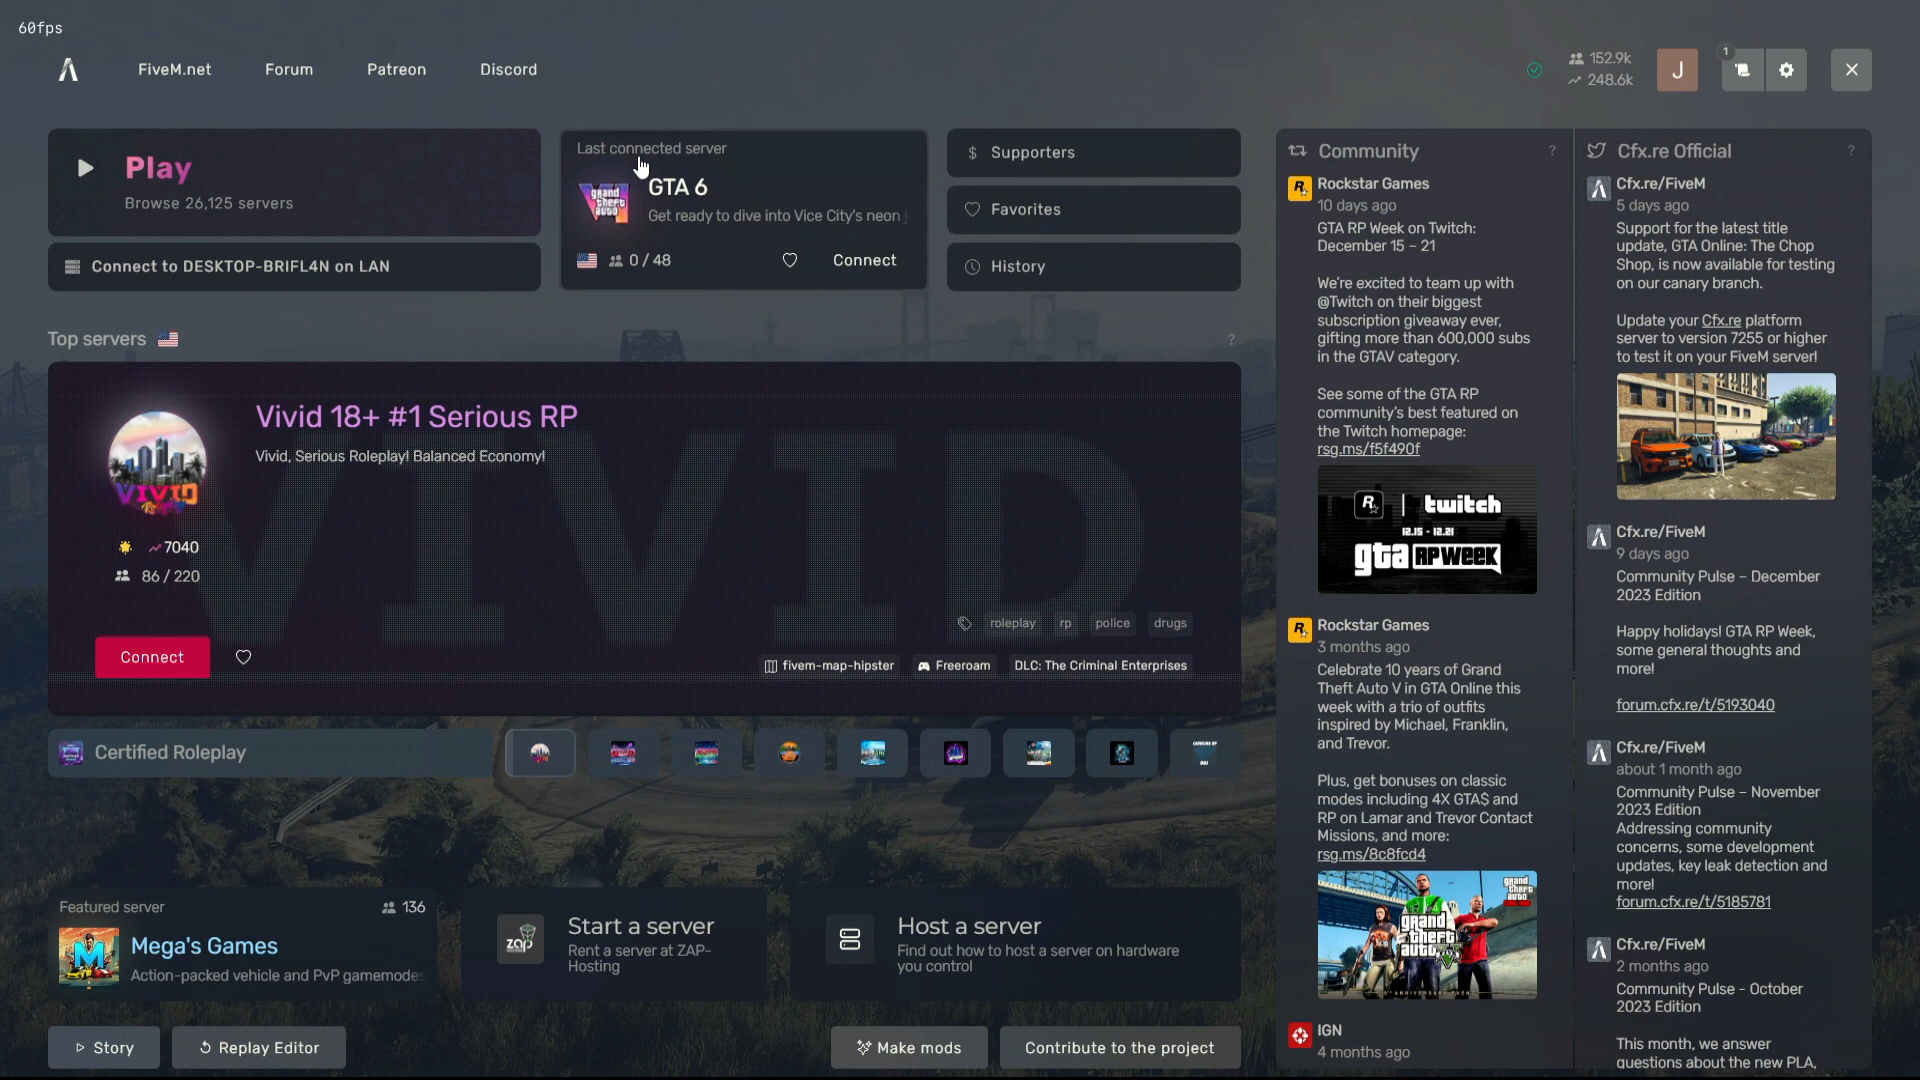 60fps
FiveM.net
Forum
Patreon
Discord
152.9k
248.6k
J
1
Play
Browse 26,125 servers
Connect to DESKTOP-BRIFL4N on LAN
Last connected server
grand
theft
auto
GTA 6
Get ready to dive into Vice City's neon
0 / 48
Connect
$ Supporters
Favorites
History
Top servers
?
VIVID
Vivid 18+ #1 Serious RP
Vivid, Serious Roleplay! Balanced Economy!
VIVID
Roleplay
7040
86 / 220
Connect
roleplay
rp
police
drugs
fivem-map-hipster
Freeroam
DLC: The Criminal Enterprises
Certified Roleplay
Featured server
136
Mega's Games
Action-packed vehicle and PvP gamemodes
zap
Start a server
Rent a server at ZAP-
Hosting
Host a server
Find out how to host a server on hardware
you control
Story
Replay Editor
Make mods
Contribute to the project
Community
?
Rockstar Games
10 days ago
GTA RP Week on Twitch:
December 15 – 21
We're excited to team up with
@Twitch on their biggest
subscription giveaway ever,
gifting more than 600,000 subs
in the GTAV category.
See some of the GTA RP
community's best featured on
the Twitch homepage:
rsg.ms/f5f490f
R | twitch
12.15 - 12.21
gta RP WEEK
Rockstar Games
3 months ago
Celebrate 10 years of Grand
Theft Auto V in GTA Online this
week with a trio of outfits
inspired by Michael, Franklin,
and Trevor.
Plus, get bonuses on classic
modes including 4X GTA$ and
RP on Lamar and Trevor Contact
Missions, and more:
rsg.ms/8c8fcd4
grand
theft
auto
IGN
4 months ago
Cfx.re Official
?
Cfx.re/FiveM
5 days ago
Support for the latest title
update, GTA Online: The Chop
Shop, is now available for testing
on our canary branch.
Update your Cfx.re platform
server to version 7255 or higher
to test it on your FiveM server!
Cfx.re/FiveM
9 days ago
Community Pulse – December
2023 Edition
Happy holidays! GTA RP Week,
some general thoughts and
more!
forum.cfx.re/t/5193040
Cfx.re/FiveM
about 1 month ago
Community Pulse – November
2023 Edition
Addressing community
concerns, some development
updates, key leak detection and
more!
forum.cfx.re/t/5185781
Cfx.re/FiveM
2 months ago
Community Pulse - October
2023 Edition
This month, we answer
questions about the new PLA,